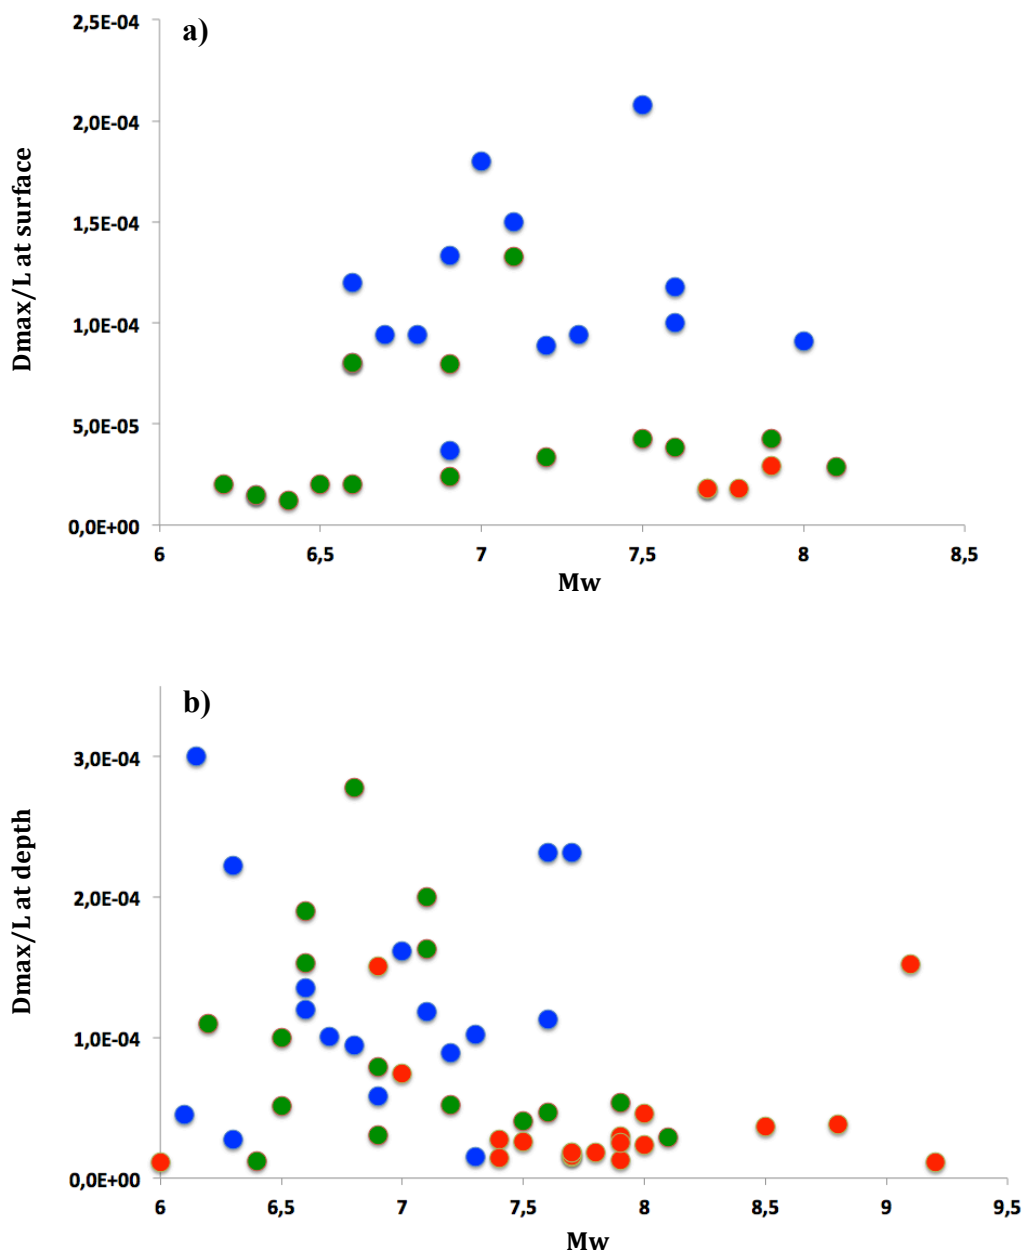 a)
2,5E-04
2,0E-04
1,5E-04
1,0E-04
5,0E-05
0,0E+00
Dmax/L at surface
6 6,5 7 7,5 8 8,5
Mw
b)
3,0E-04
2,0E-04
1,0E-04
0,0E+00
Dmax/L at depth
6 6,5 7 7,5 8 8,5 9 9,5
Mw